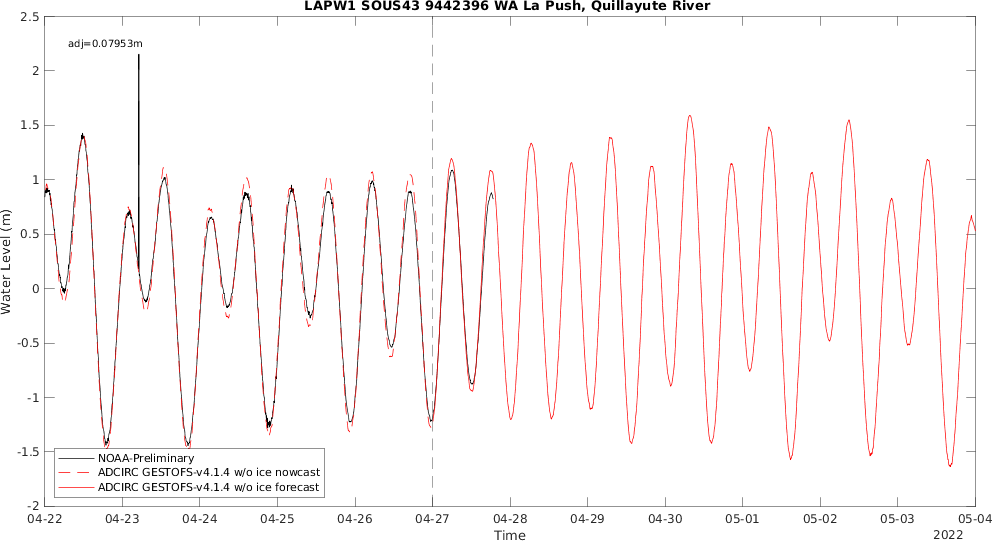 LAPW1 SOUS43 9442396 WA La Push, Quillayute River
adj=0.07953m
Water Level (m)
2.5
2
1.5
1
0.5
0
-0.5
-1
-1.5
-2
NOAA-Preliminary
ADCIRC GESTOFS-v4.1.4 w/o ice nowcast
ADCIRC GESTOFS-v4.1.4 w/o ice forecast
04-22 04-23 04-24 04-25 04-26 04-27 04-28 04-29 04-30 05-01 05-02 05-03 05-04
Time
2022